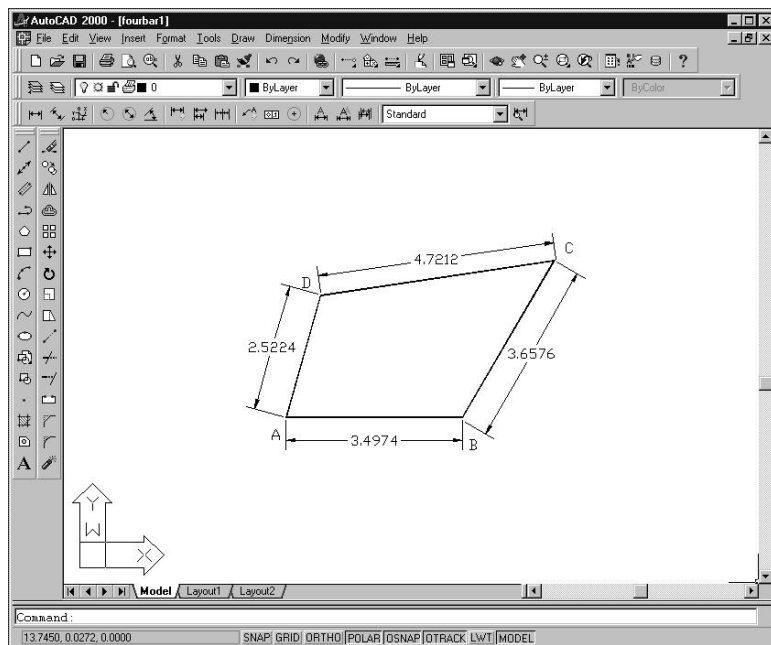 AutoCAD 2000 - [fourbar1]
File Edit View Insert Format Tools Draw Dimension Modify Window Help
0 ByLayer ByLayer ByLayer ByColor
Standard
C
4.7212
D
2.5224
3.6576
A
3.4974
B
Y
W
X
A
Model Layout1 Layout2
Command:
13.7450, 0.0272, 0.0000 SNAP GRID ORTHO POLAR OSNAP OTRACK LWT MODEL